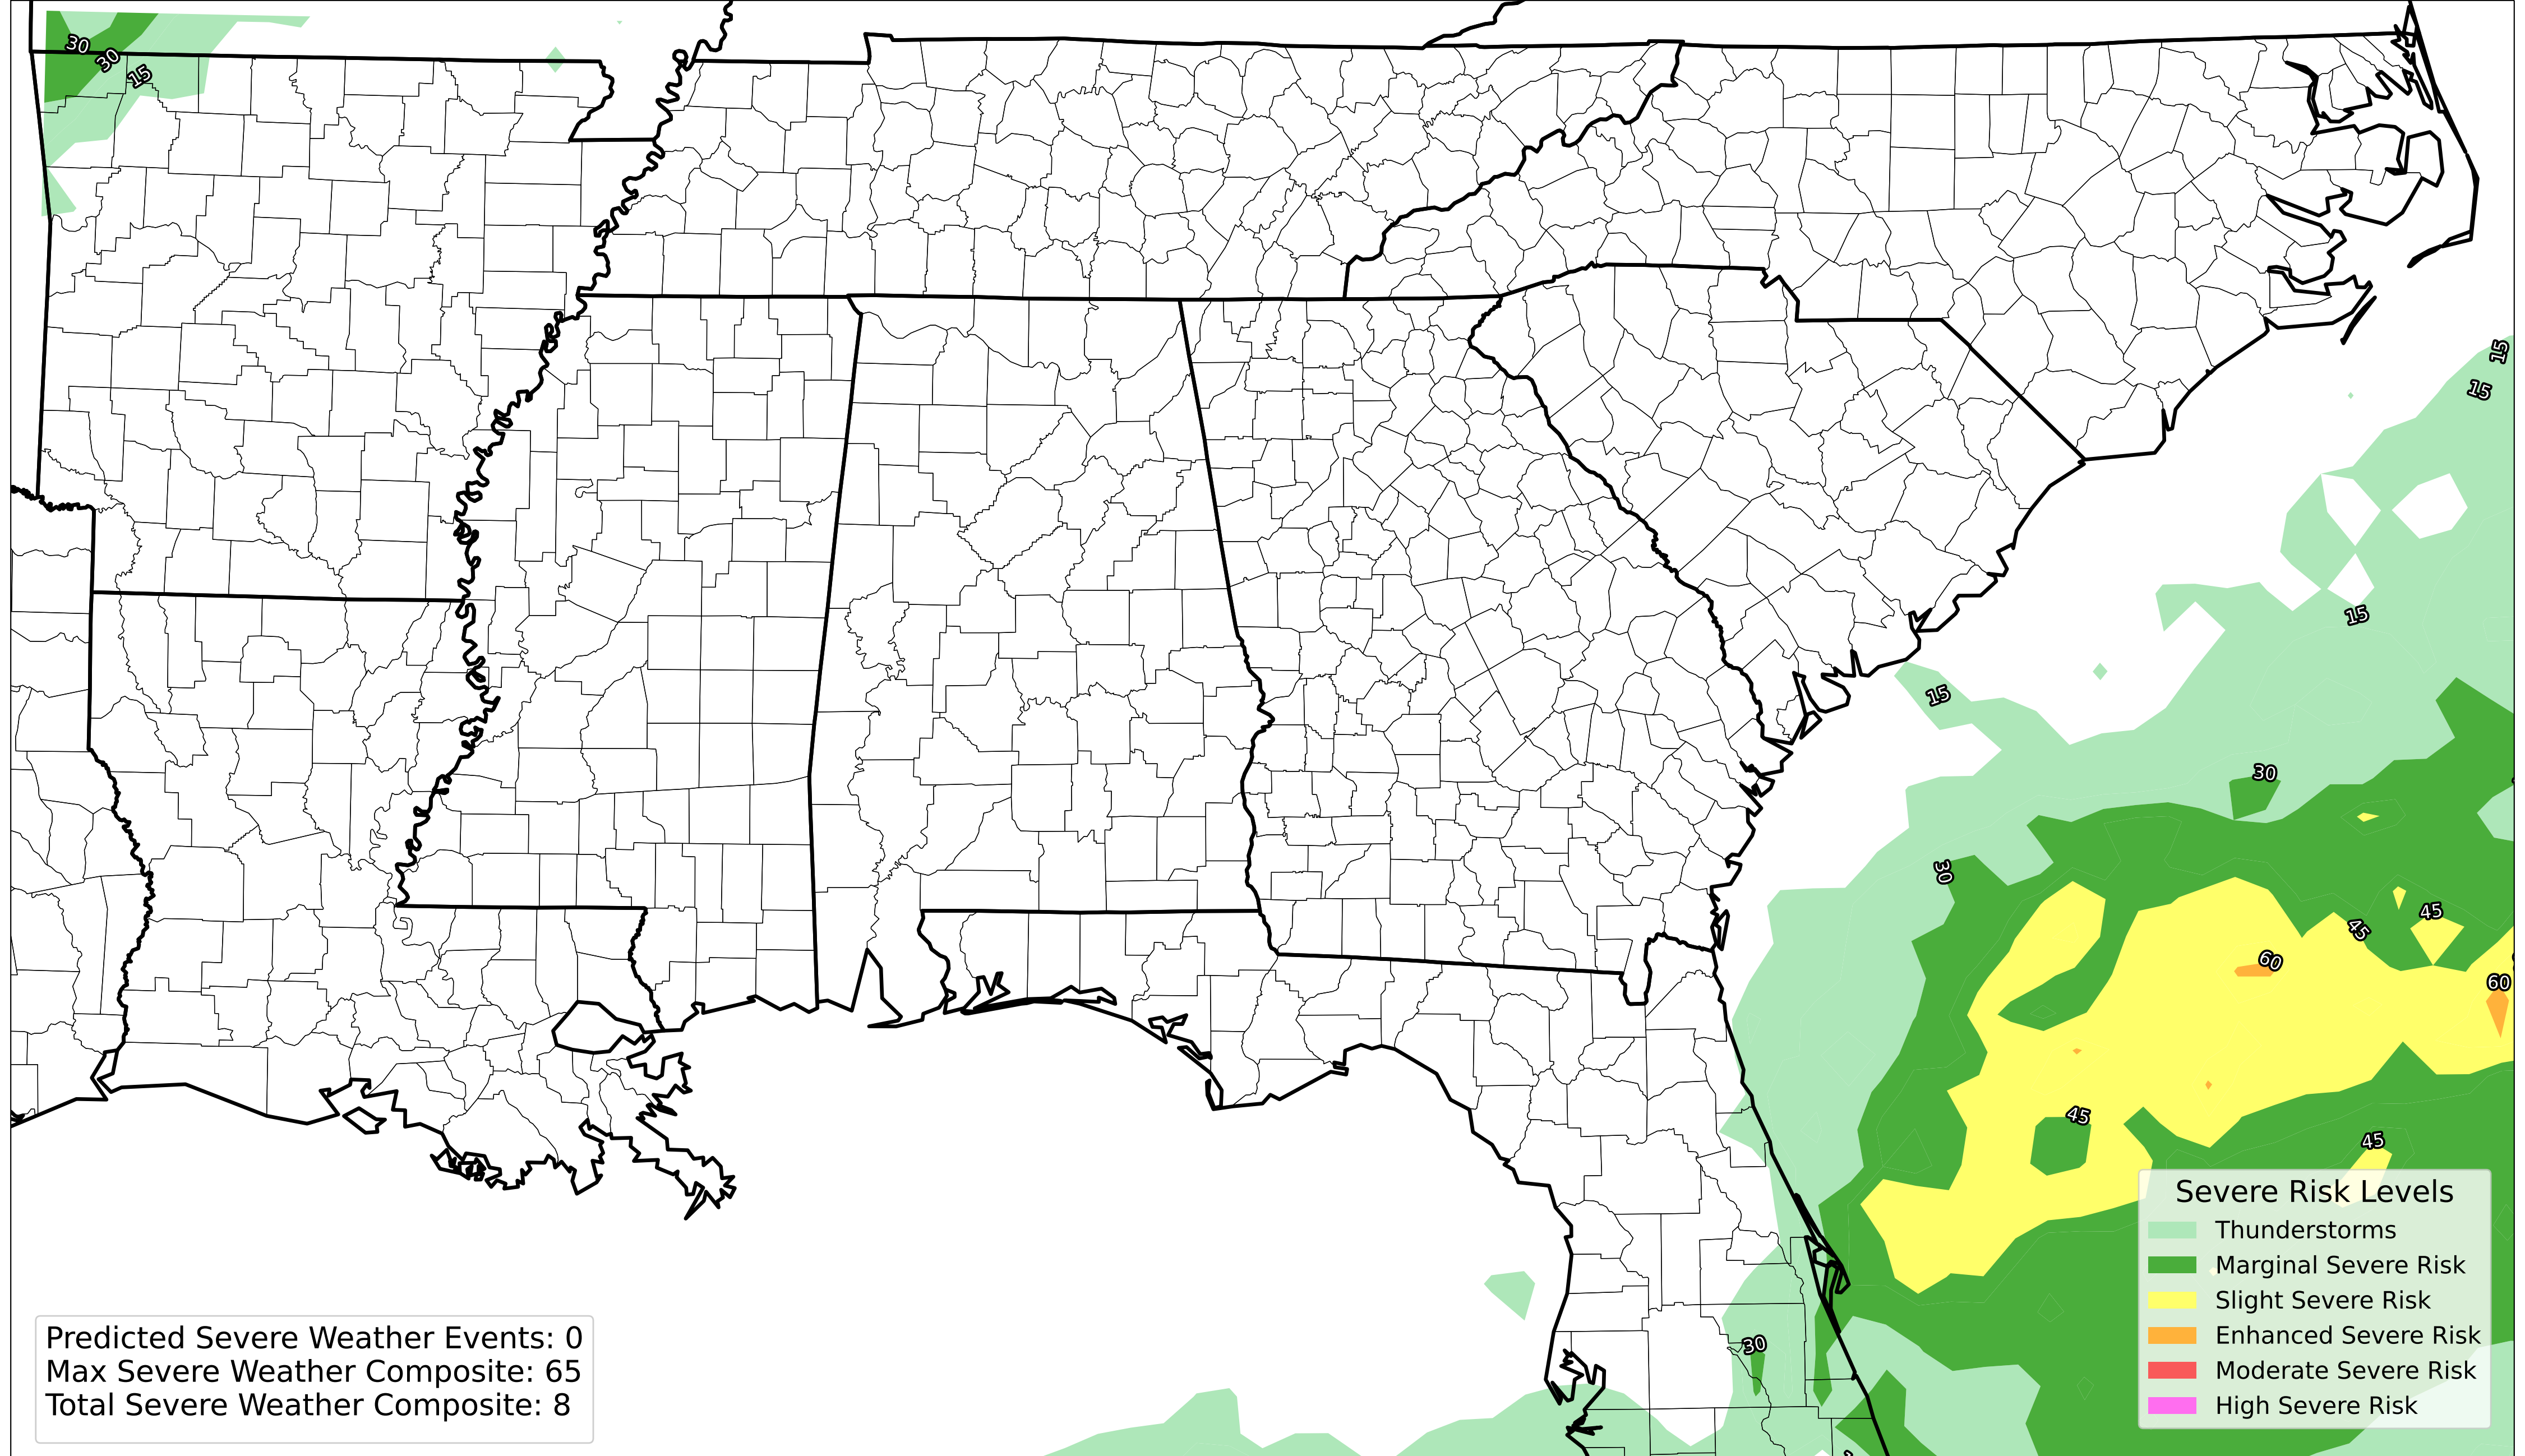 30
30
15
15
15
15
15
30
30
45
45
60
60
45
45
30
Severe Risk Levels
Thunderstorms
Marginal Severe Risk
Slight Severe Risk
Enhanced Severe Risk
Moderate Severe Risk
High Severe Risk
Predicted Severe Weather Events: 0
Max Severe Weather Composite: 65
Total Severe Weather Composite: 8